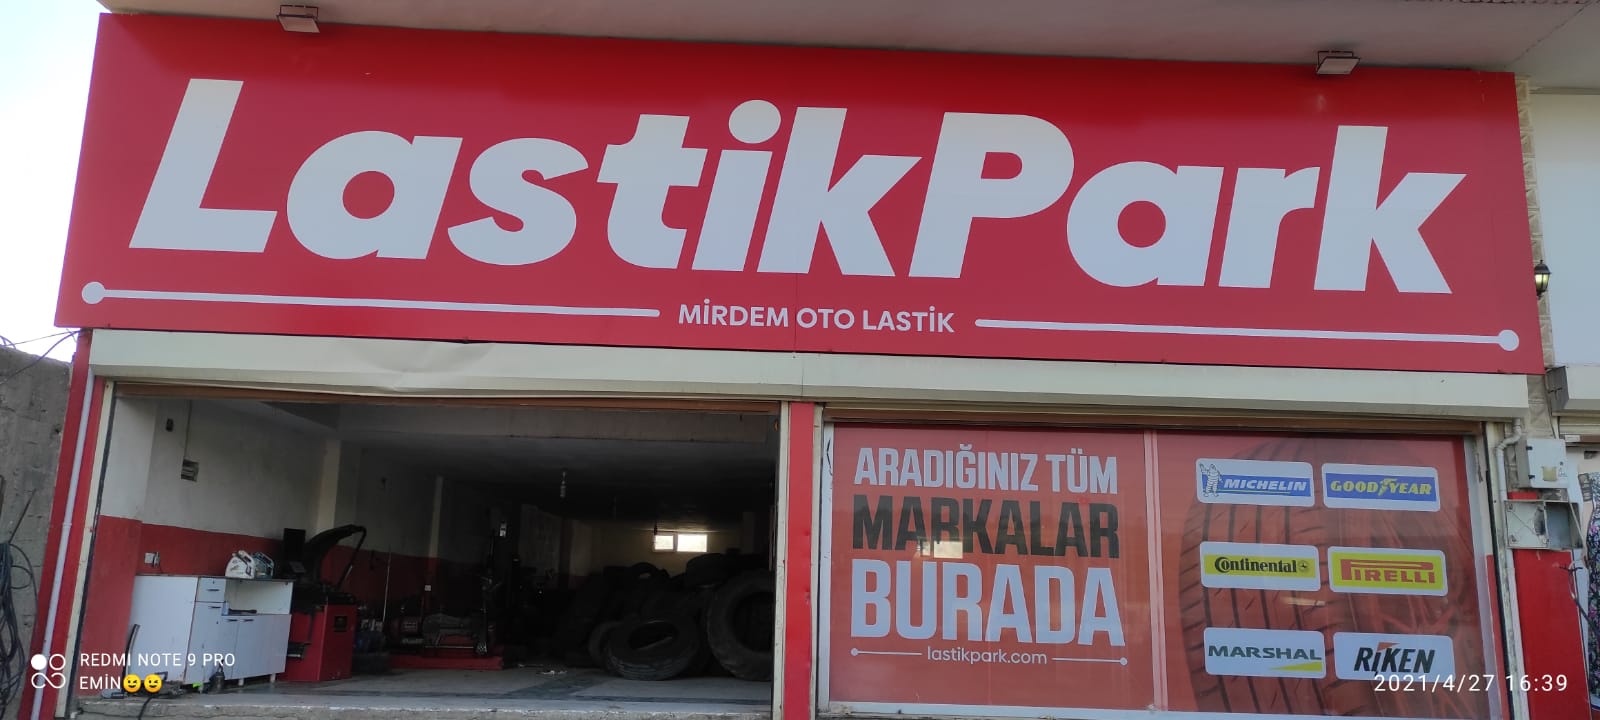 LastikPark
MİRDEM OTO LASTİK
ARADIĞINIZ TÜM
MARKALAR
BURADA
lastikpark.com
MICHELIN
GOODYEAR
Continental
PIRELLI
MARSHAL
RiKEN
REDMI NOTE 9 PRO
EMİN😉😉
2021/4/27 16:39